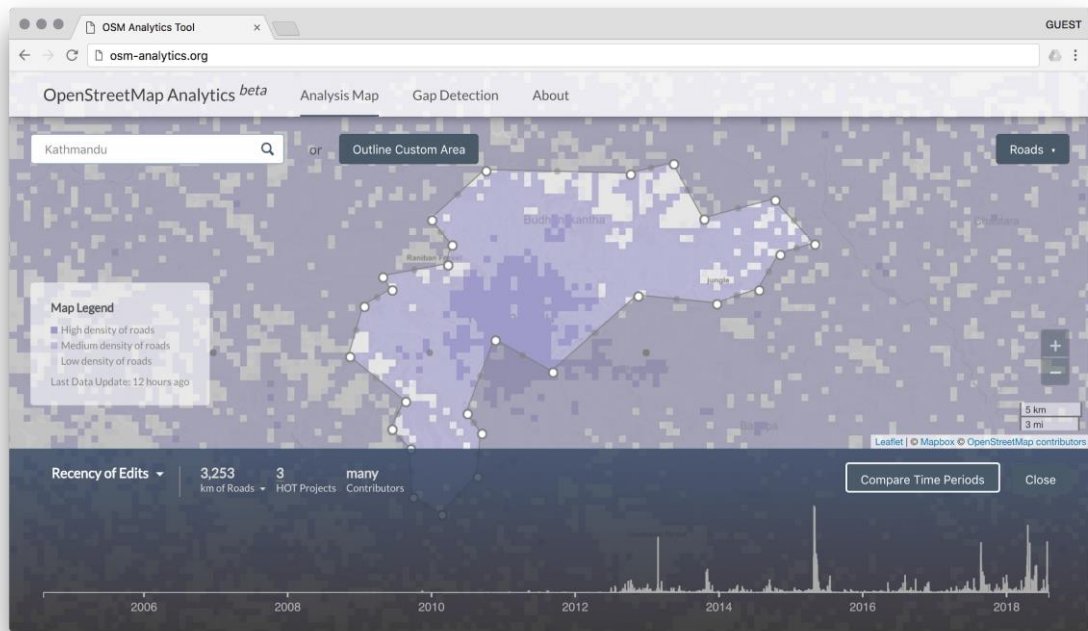 OSM Analytics Tool
GUEST
osm-analytics.org
OpenStreetMap Analytics beta Analysis Map Gap Detection About
Kathmandu or Outline Custom Area Roads
Raniban
jungle
Map Legend
High density of roads
Medium density of roads
Low density of roads
Last Data Update: 12 hours ago
+
−
5 km
3 mi
Leaflet | © Mapbox © OpenStreetMap contributors
Recency of Edits 3,253 3 many Compare Time Periods Close
km of Roads HOT Projects Contributors
2006 2008 2010 2012 2014 2016 2018